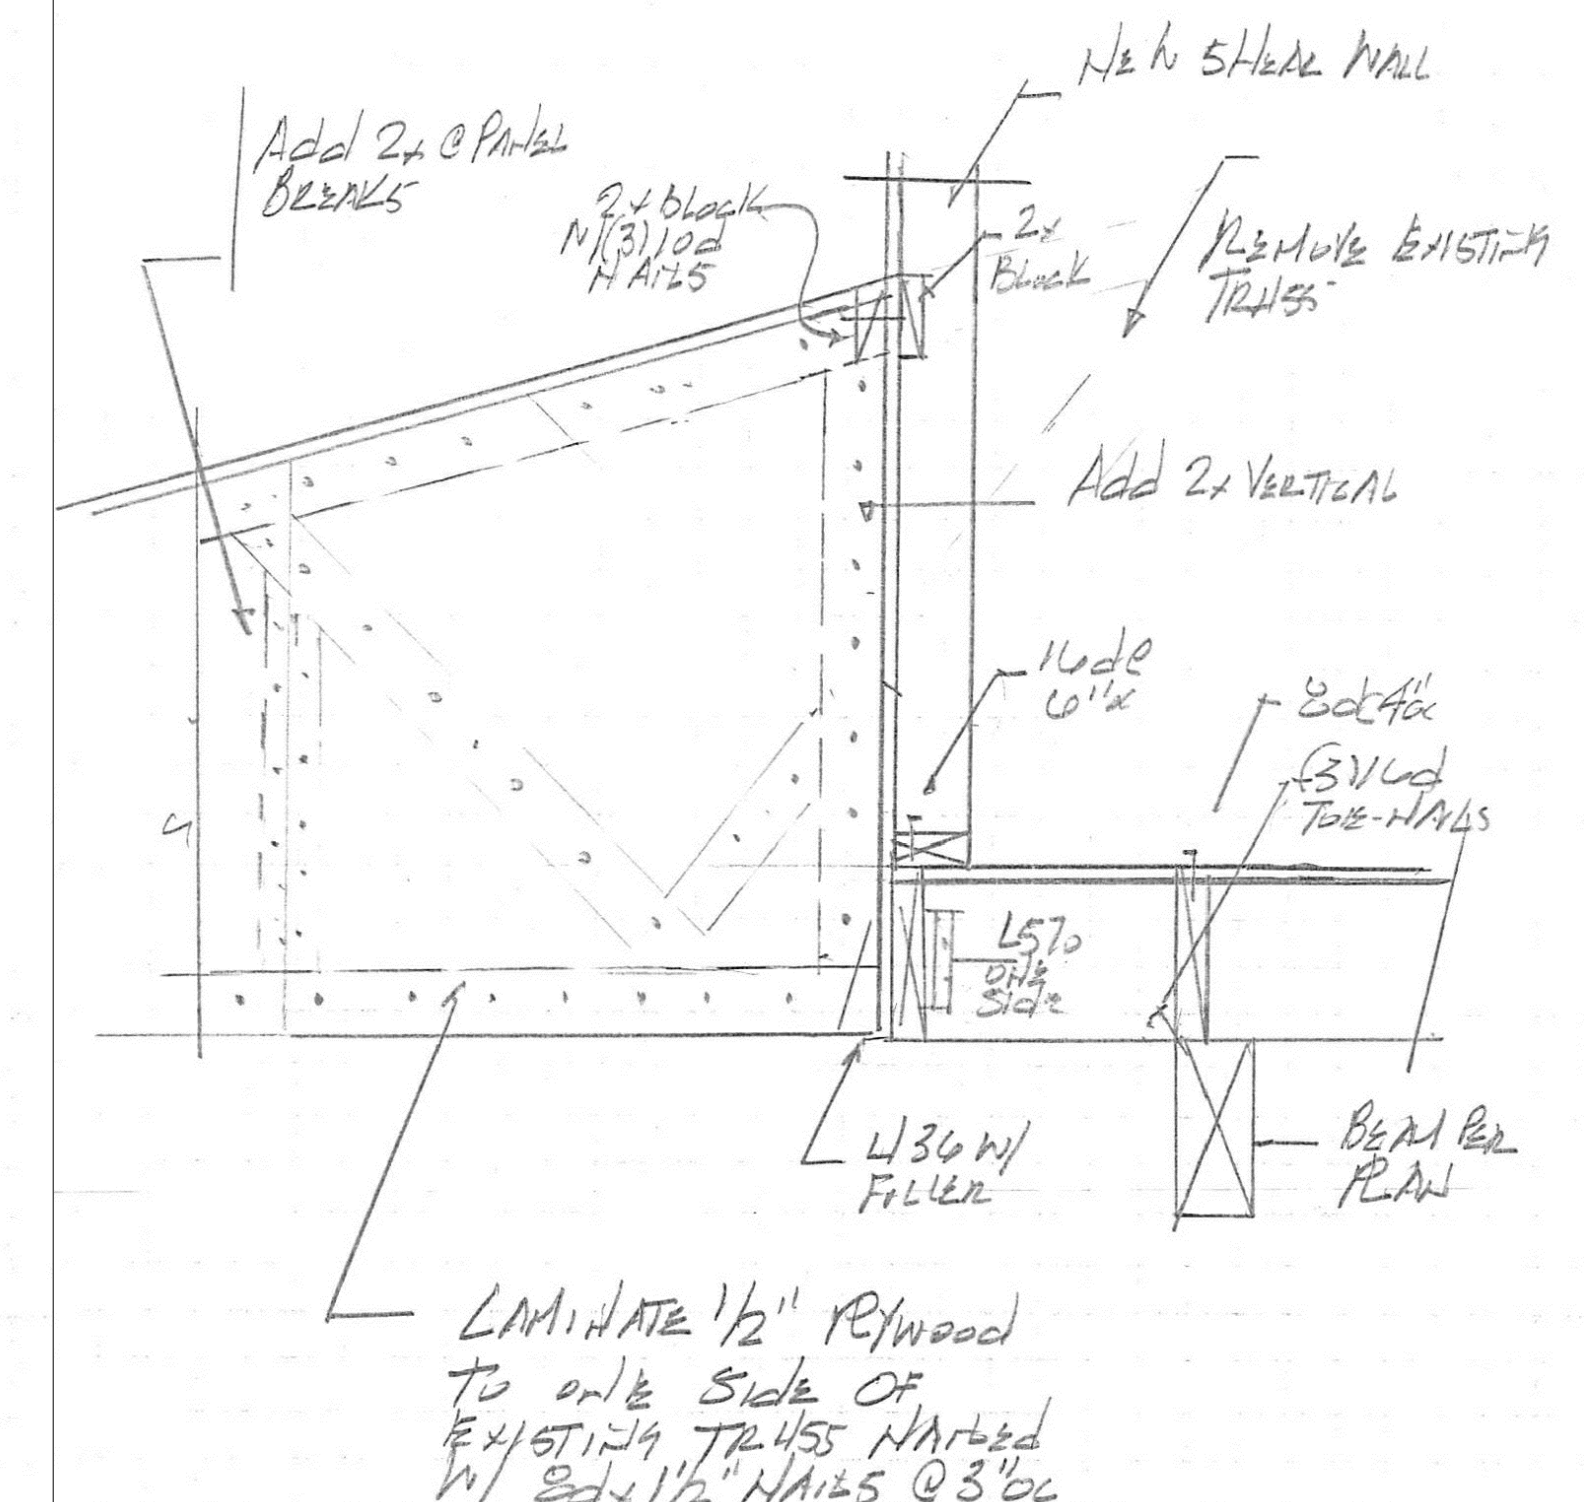 NEW SHEAR WALL
Add 2x @ PANEL
BREAKS
2x Block
W/(3) 10d
NAILS
2x
Block
REMOVE EXISTING
TRUSS
Add 2x VERTICAL
16d @
6"oc
8d 4"oc
(3) 16d
TOE-NAILS
L570
ONE
Side
U36 W/
FILLER
BEAM PER
PLAN
LAMINATE 1/2" PLYWOOD
TO ONE SIDE OF
EXISTING TRUSS NAILED
W/ 8d x 1 1/2" NAILS @ 3"oc